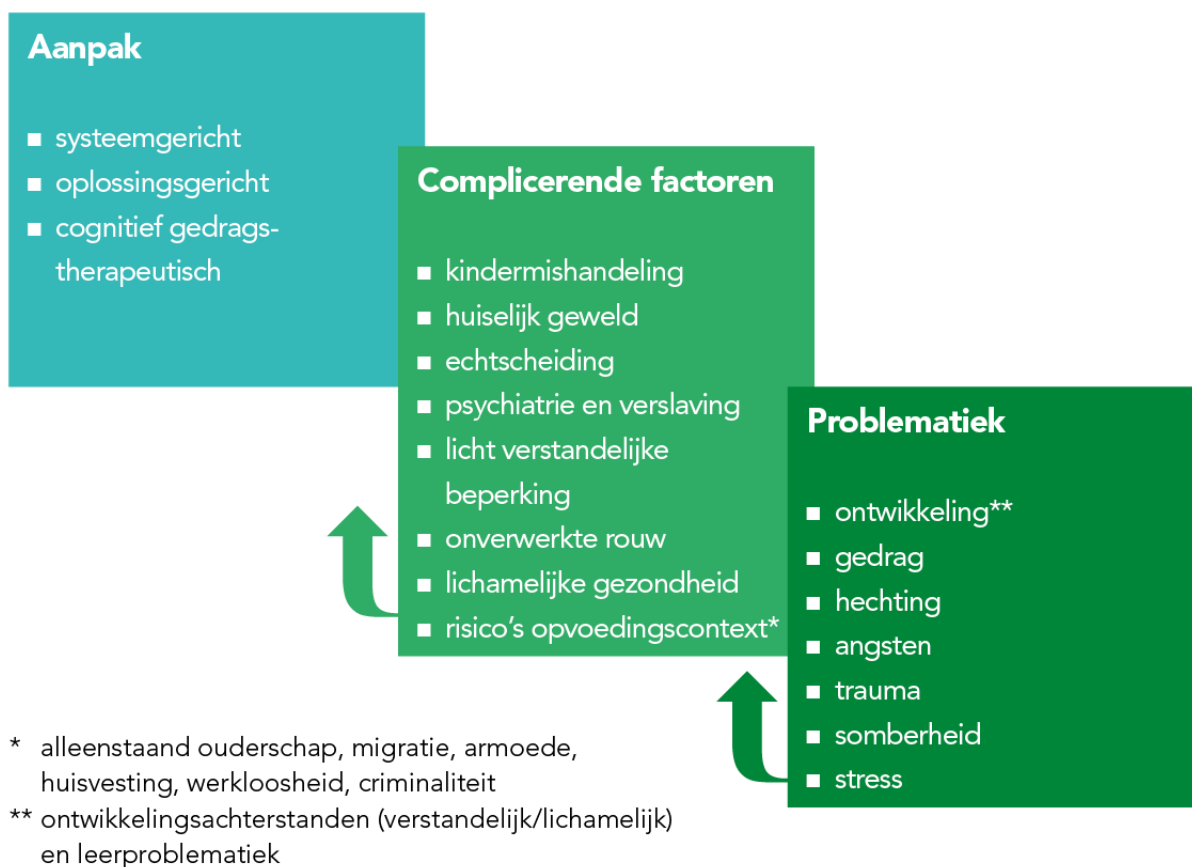 Aanpak
■ systeemgericht
■ oplossingsgericht
■ cognitief gedrags-
therapeutisch
Complicerende factoren
■ kindermishandeling
■ huiselijk geweld
■ echtscheiding
■ psychiatrie en verslaving
■ licht verstandelijke
beperking
■ onverwerkte rouw
■ lichamelijke gezondheid
■ risico’s opvoedingscontext*
Problematiek
■ ontwikkeling**
■ gedrag
■ hechting
■ angsten
■ trauma
■ somberheid
■ stress
* alleenstaand ouderschap, migratie, armoede,
huisvesting, werkloosheid, criminaliteit
** ontwikkelingsachterstanden (verstandelijk/lichamelijk)
en leerproblematiek